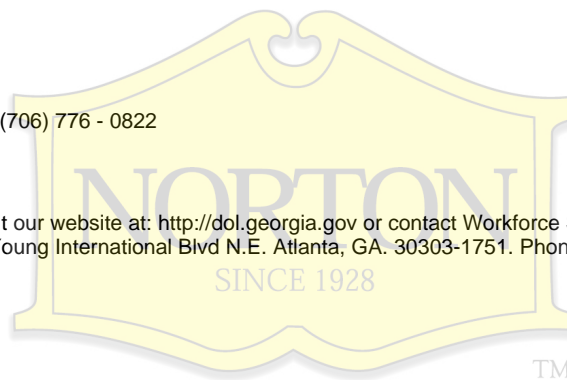 (706) 776 - 0822
NORTON
t our website at: http://dol.georgia.gov or contact Workforce
oung International Blvd N.E. Atlanta, GA. 30303-1751. Phon
SINCE 1928
TM